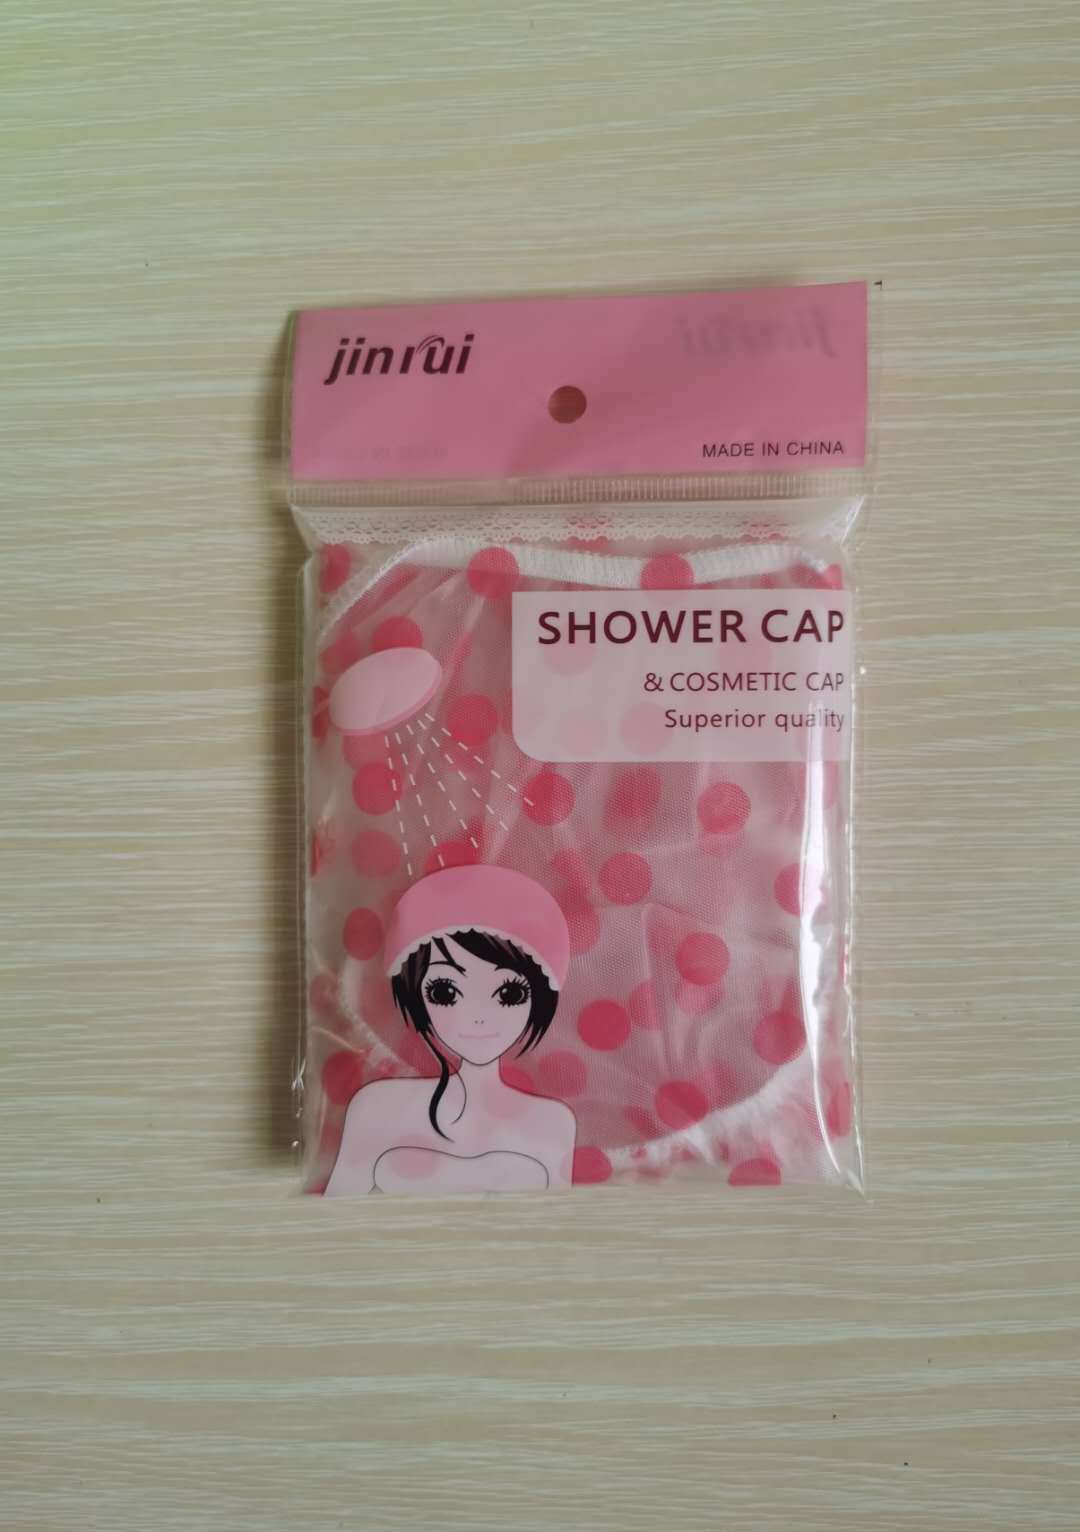 jinrui
MADE IN CHINA
SHOWER CAP
& COSMETIC CAP
Superior quality